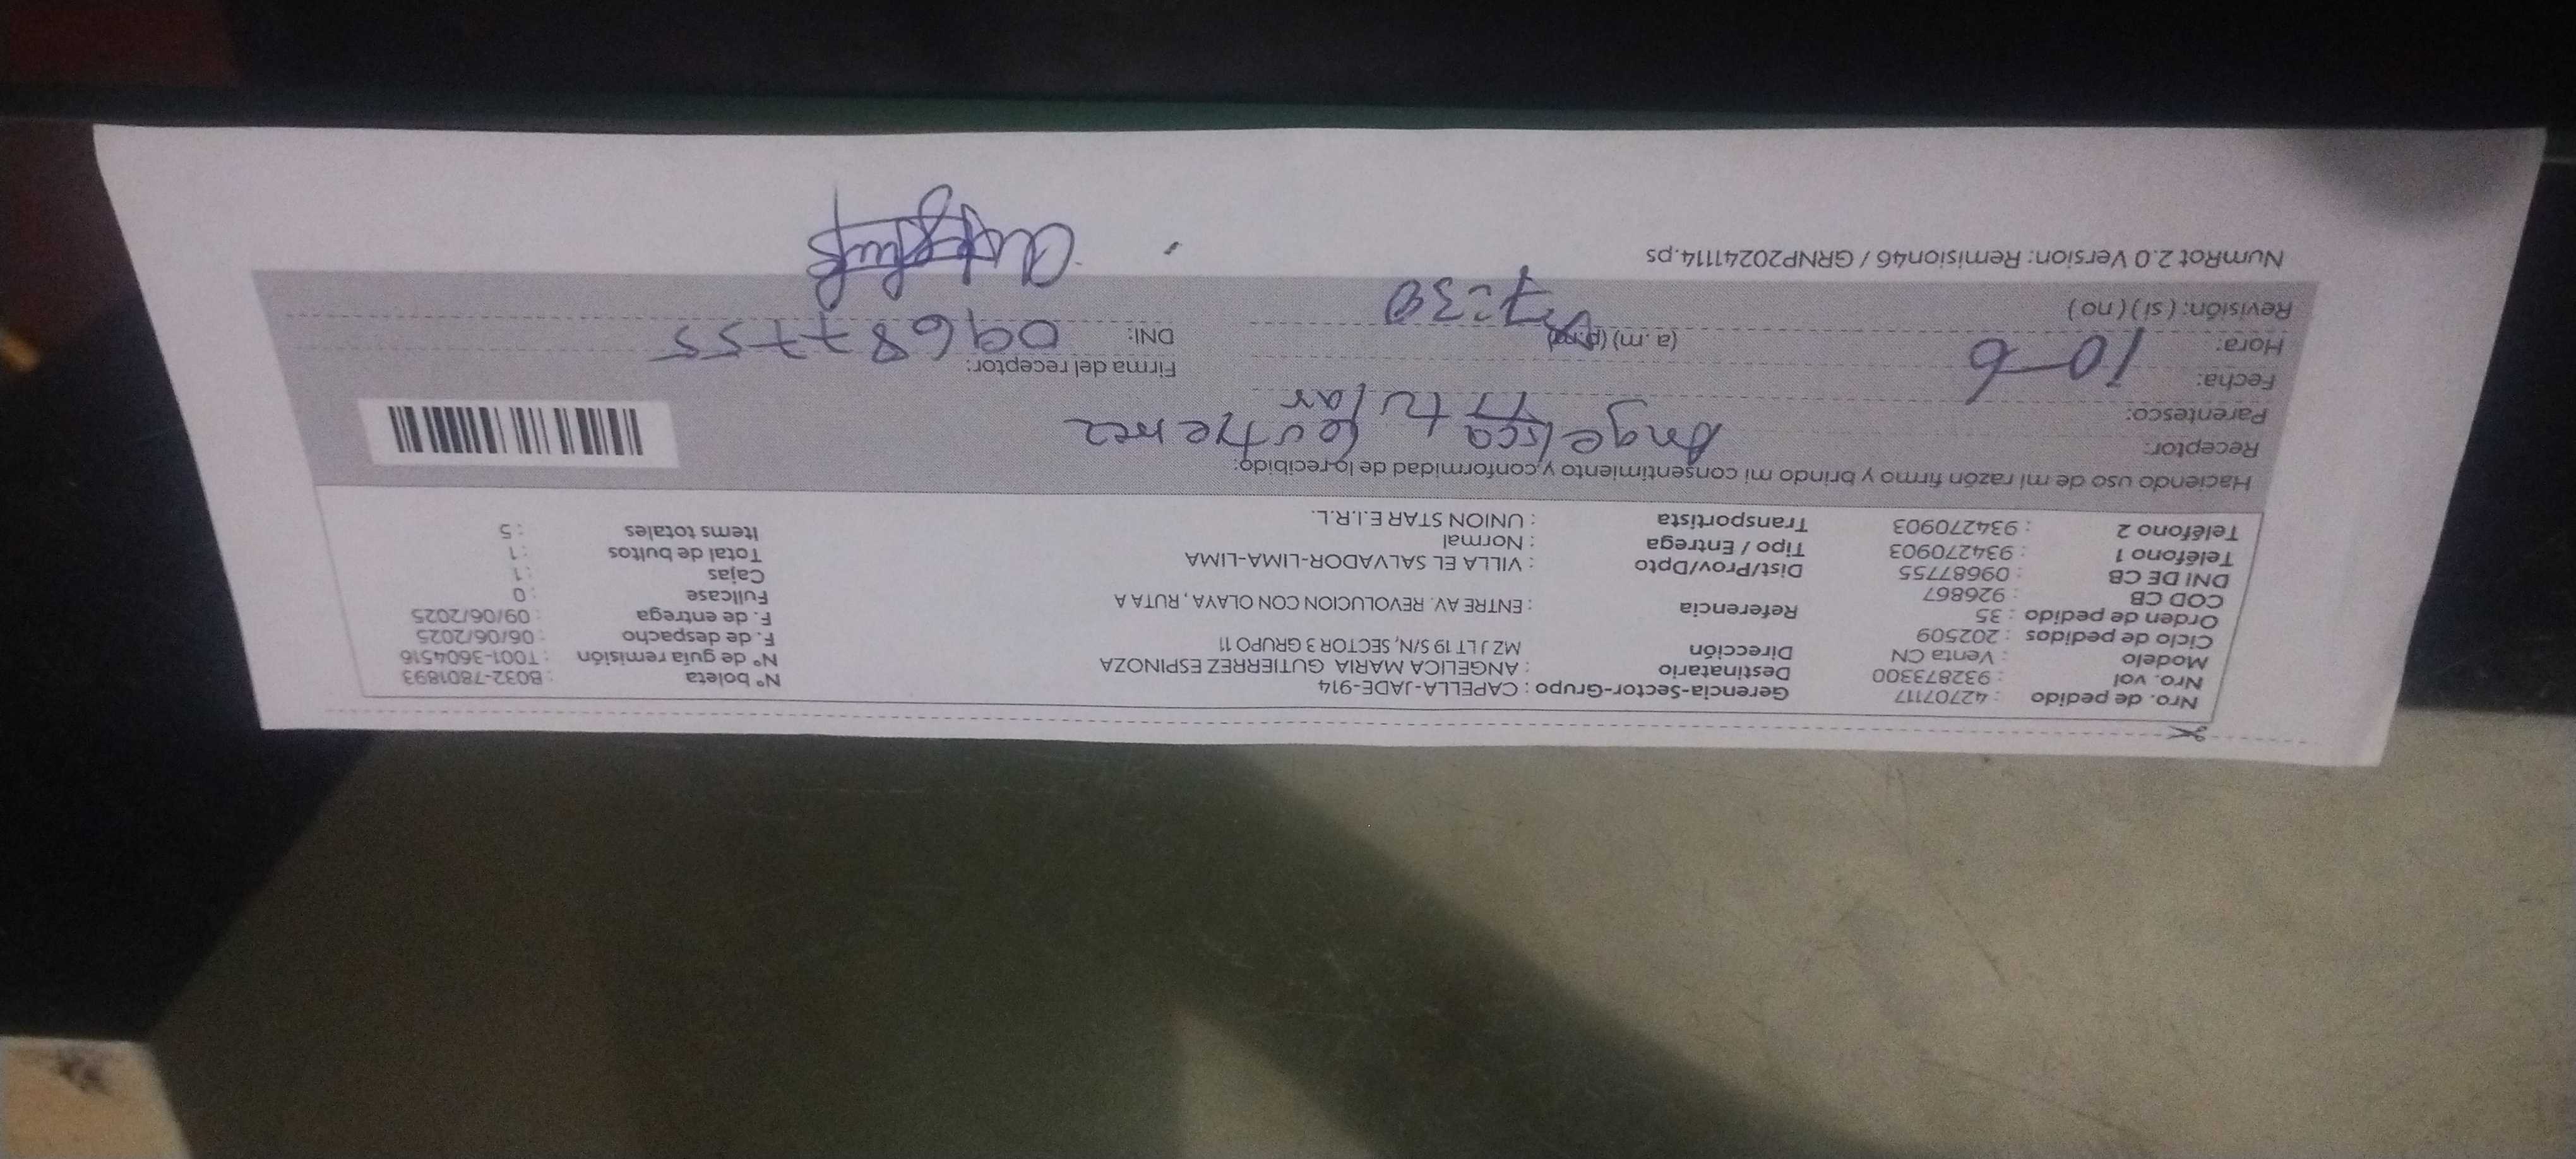 Nro. de pedido : 42707117 Gerencia-Sector-Grupo : CAPELLA-JADE-914 Nº boleta : B032-7801893
Nro. vol : 932873300 Destinatario : ANGELICA MARIA GUTIERREZ ESPINOZA Nº de guía remisión : T001-3604516
Modelo : Venta CN Dirección MZ J LT 19 S/N, SECTOR 3 GRUPO 11 F. de despacho : 06/06/2025
Ciclo de pedidos : 202509 Referencia : ENTRE AV. REVOLUCION CON OLAYA , RUTA A F. de entrega : 09/06/2025
Orden de pedido : 35 Dist/Prov/Dpto : VILLA EL SALVADOR-LIMA-LIMA Fullcase : 0
COD CB : 926867 Tipo / Entrega : Normal Cajas : 1
DNI DE CB : 09687755 Transportista : UNION STAR E.I.R.L. Total de bultos : 1
Teléfono 1 : 934270903 Items totales : 5
Teléfono 2 : 934270903
Haciendo uso de mi razón firmo y brindo mi consentimiento y conformidad de lo recibido:
Receptor: Angelica Gutierrez
Parentesco: Titular
Fecha: 10-6 Firma del receptor:
Hora: 7:30 (a.m) (p.m) DNI: 09687755
Revisión: ( si ) ( no )
NumRot 2.0 Version: Remision46 / GRNP20241114.ps